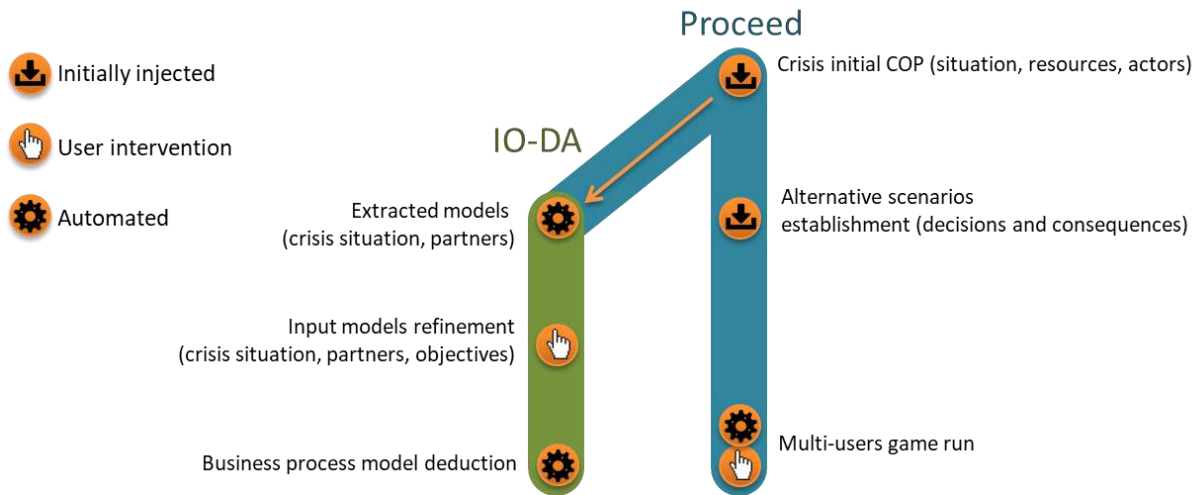 Proceed
Initially injected
User intervention
Automated
Crisis initial COP (situation, resources, actors)
IO-DA
Extracted models
(crisis situation, partners)
Alternative scenarios
establishment (decisions and consequences)
Input models refinement
(crisis situation, partners, objectives)
Business process model deduction
Multi-users game run